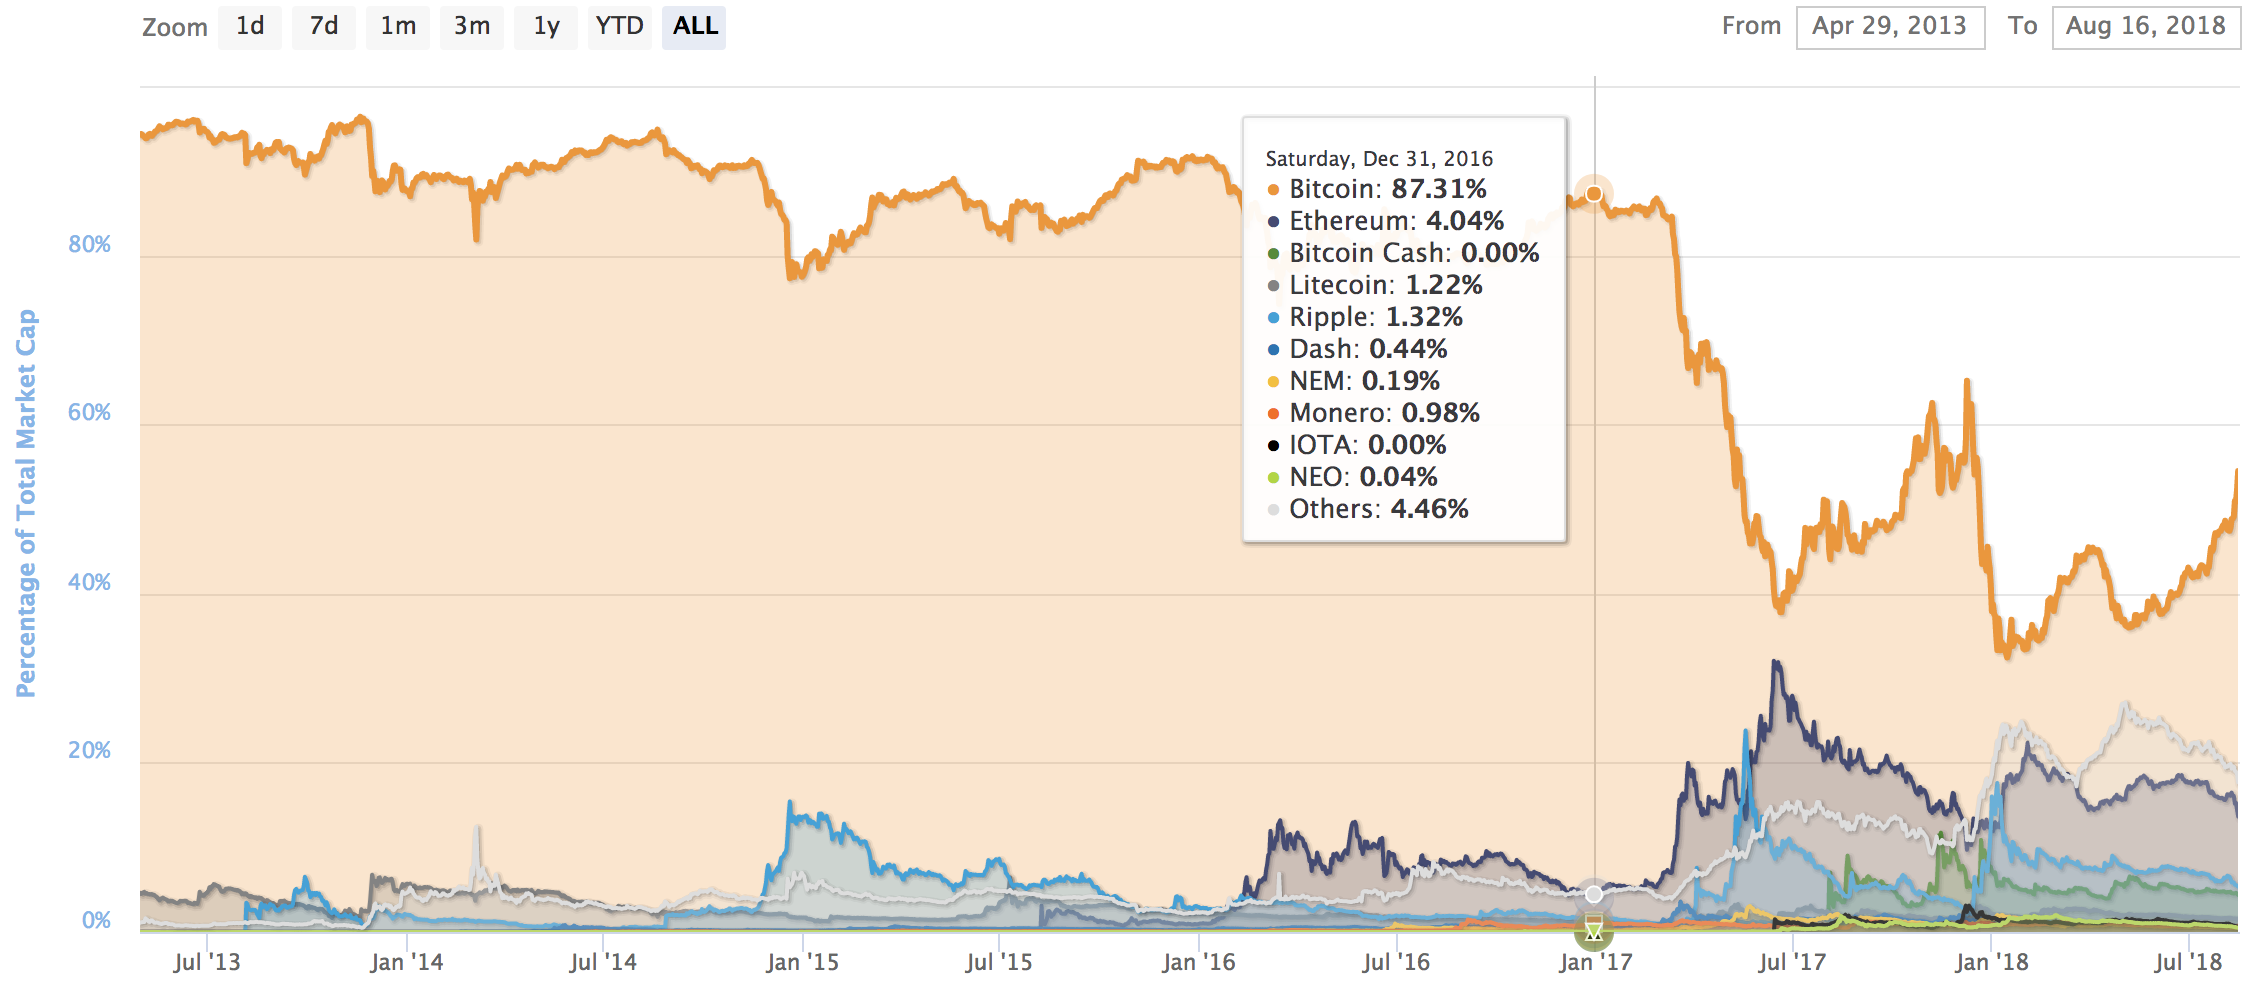 Zoom 1d 7d 1m 3m 1y YTD ALL From Apr 29, 2013 To Aug 16, 2018
Percentage of Total Market Cap
80%
60%
40%
20%
0%
Saturday, Dec 31, 2016
Bitcoin: 87.31%
Ethereum: 4.04%
Bitcoin Cash: 0.00%
Litecoin: 1.22%
Ripple: 1.32%
Dash: 0.44%
NEM: 0.19%
Monero: 0.98%
IOTA: 0.00%
NEO: 0.04%
Others: 4.46%
Jul '13 Jan '14 Jul '14 Jan '15 Jul '15 Jan '16 Jul '16 Jan '17 Jul '17 Jan '18 Jul '18